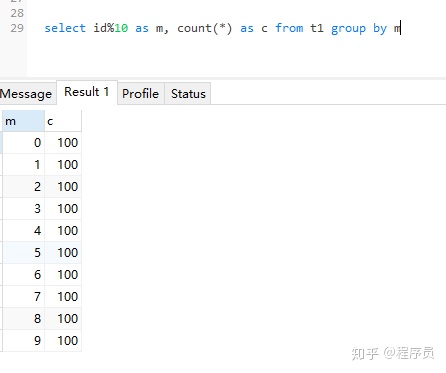 28
29 select id%10 as m, count(*) as c from t1 group by m
Message Result 1 Profile Status
m c
0 100
1 100
2 100
3 100
4 100
5 100
6 100
7 100
8 100
9 100
知乎 @程序员